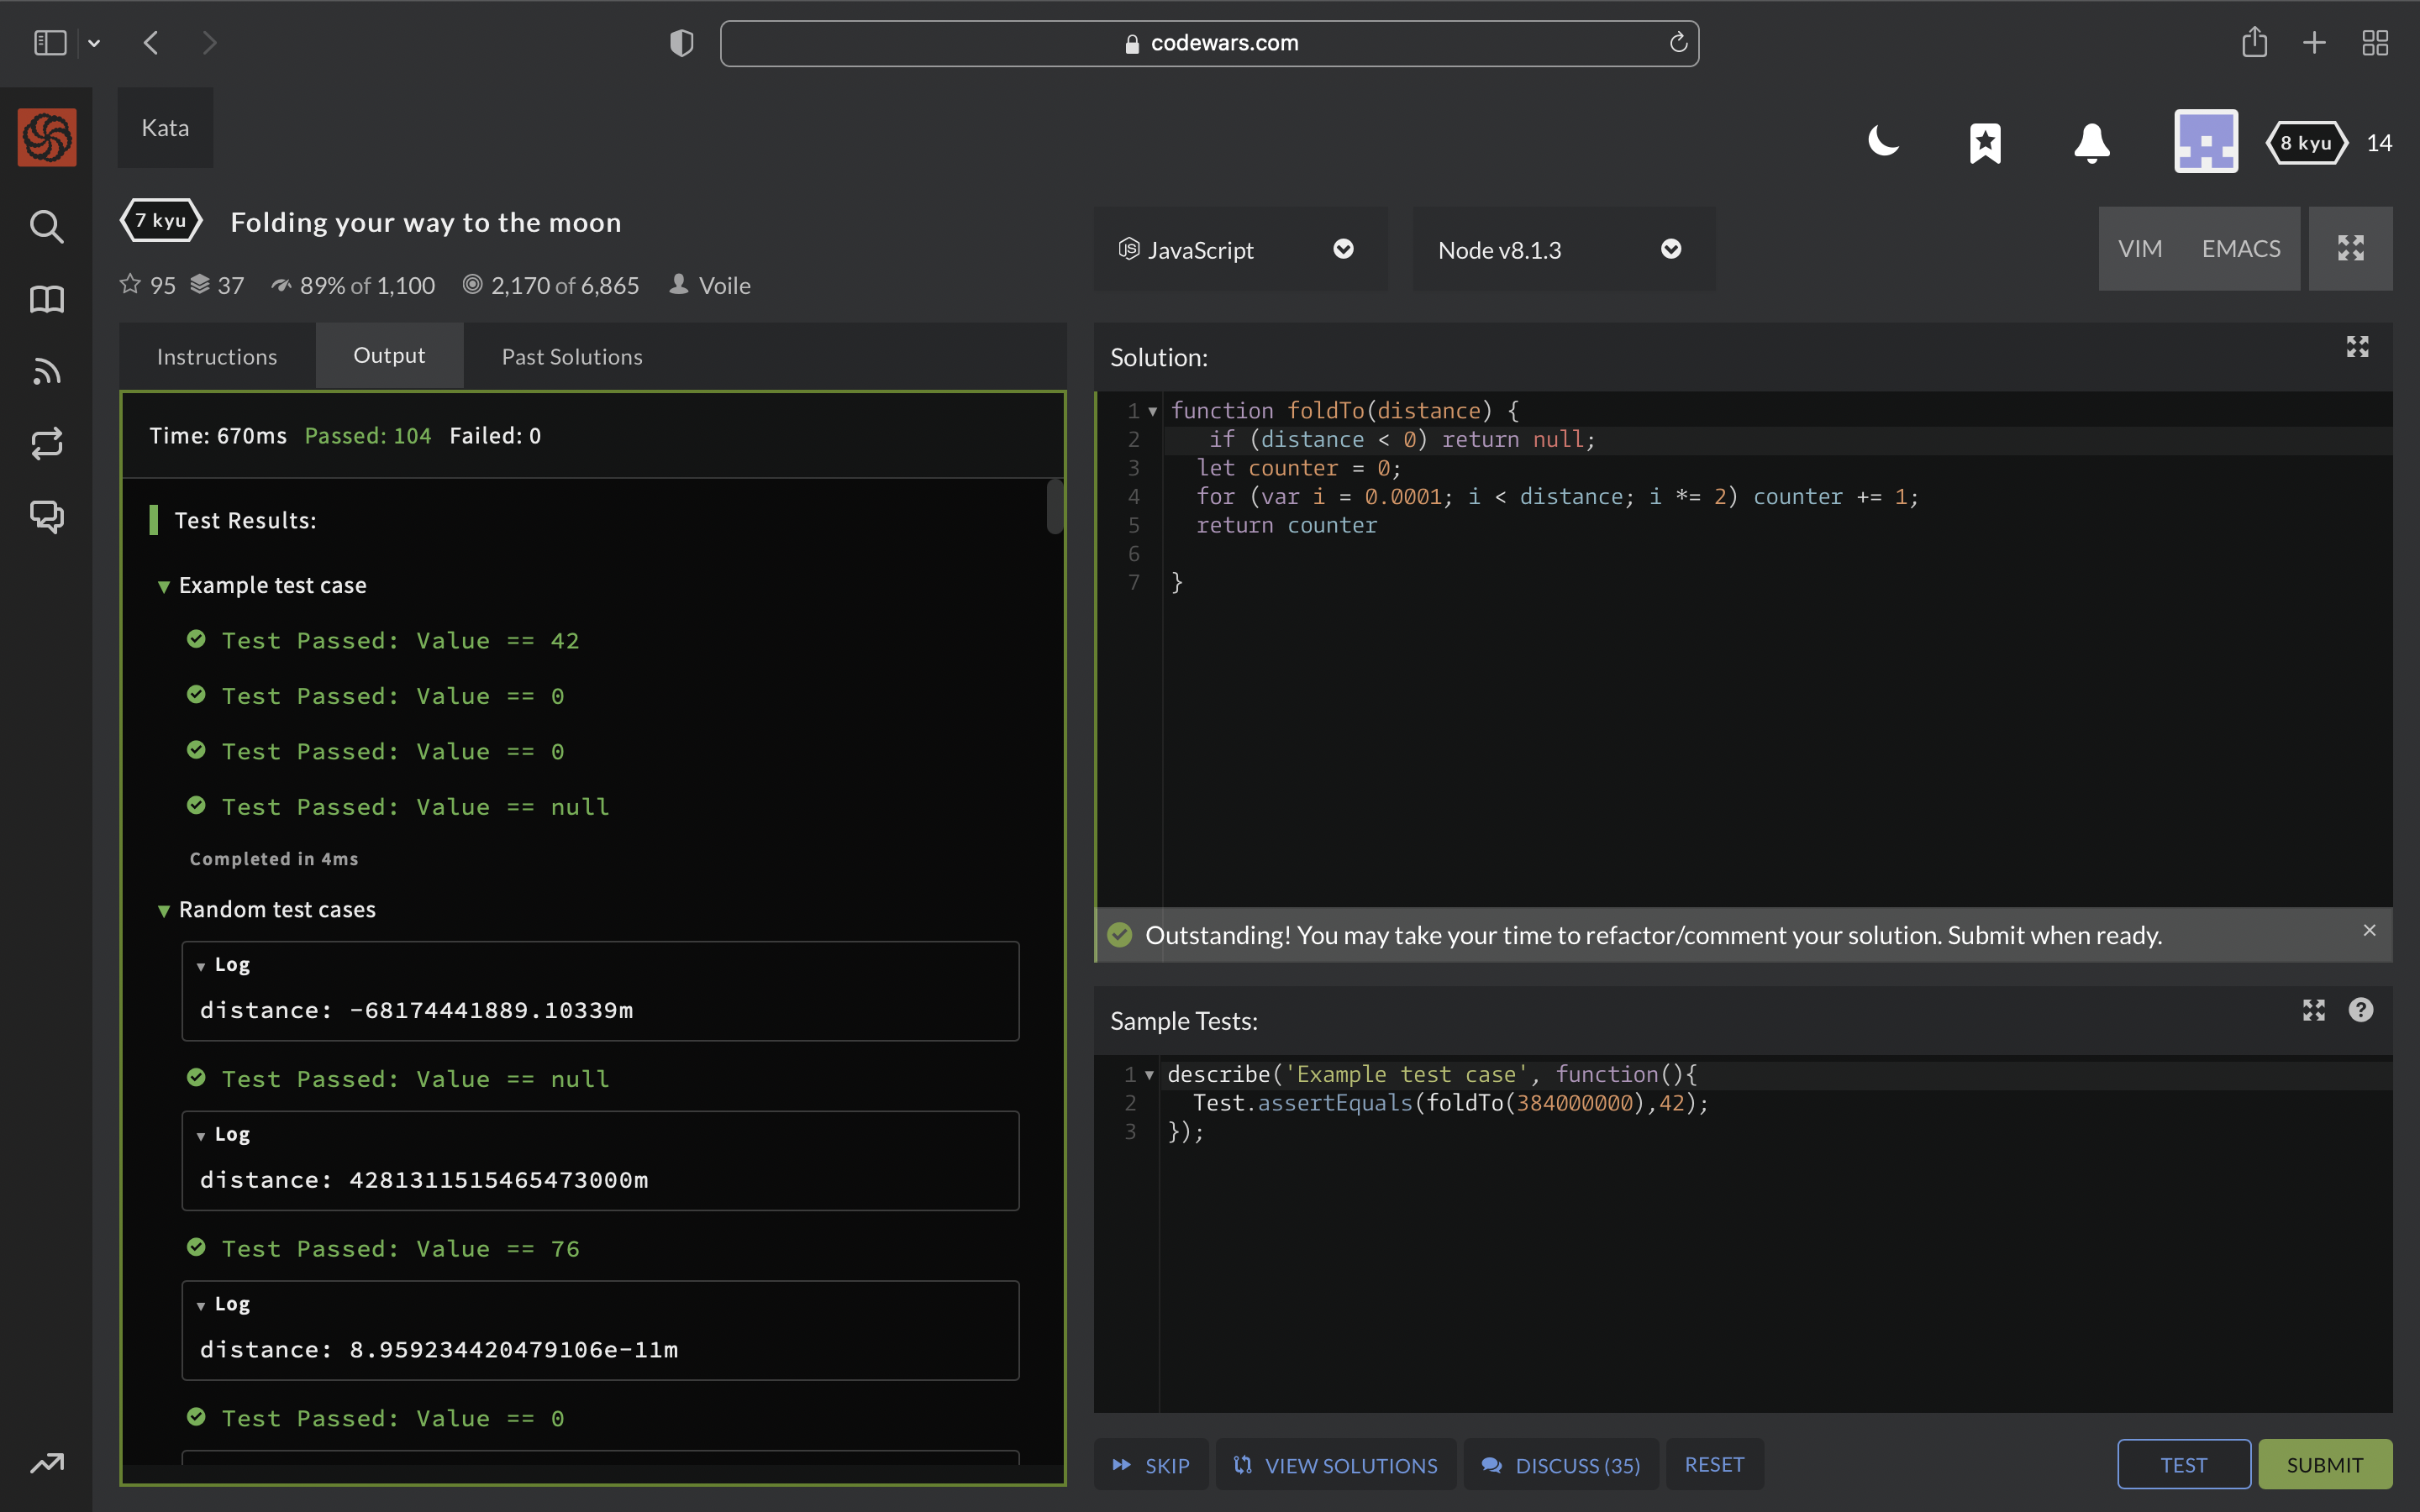 codewars.com
Kata
8 kyu 14
7 kyu Folding your way to the moon
95 37 89% of 1,100 2,170 of 6,865 Voile
JavaScript Node v8.1.3 VIM EMACS
Instructions Output Past Solutions
Time: 670ms Passed: 104 Failed: 0
Test Results:
▼ Example test case
Test Passed: Value == 42
Test Passed: Value == 0
Test Passed: Value == 0
Test Passed: Value == null
Completed in 4ms
▼ Random test cases
▼ Log
distance: -68174441889.10339m
Test Passed: Value == null
▼ Log
distance: 4281311515465473000m
Test Passed: Value == 76
▼ Log
distance: 8.959234420479106e-11m
Test Passed: Value == 0
Solution:
1 ▼ function foldTo(distance) {
2    if (distance < 0) return null;
3   let counter = 0;
4   for (var i = 0.0001; i < distance; i *= 2) counter += 1;
5   return counter
6
7 }
Outstanding! You may take your time to refactor/comment your solution. Submit when ready. ×
Sample Tests: ?
1 ▼ describe('Example test case', function(){
2   Test.assertEquals(foldTo(384000000),42);
3 });
SKIP VIEW SOLUTIONS DISCUSS (35) RESET TEST SUBMIT